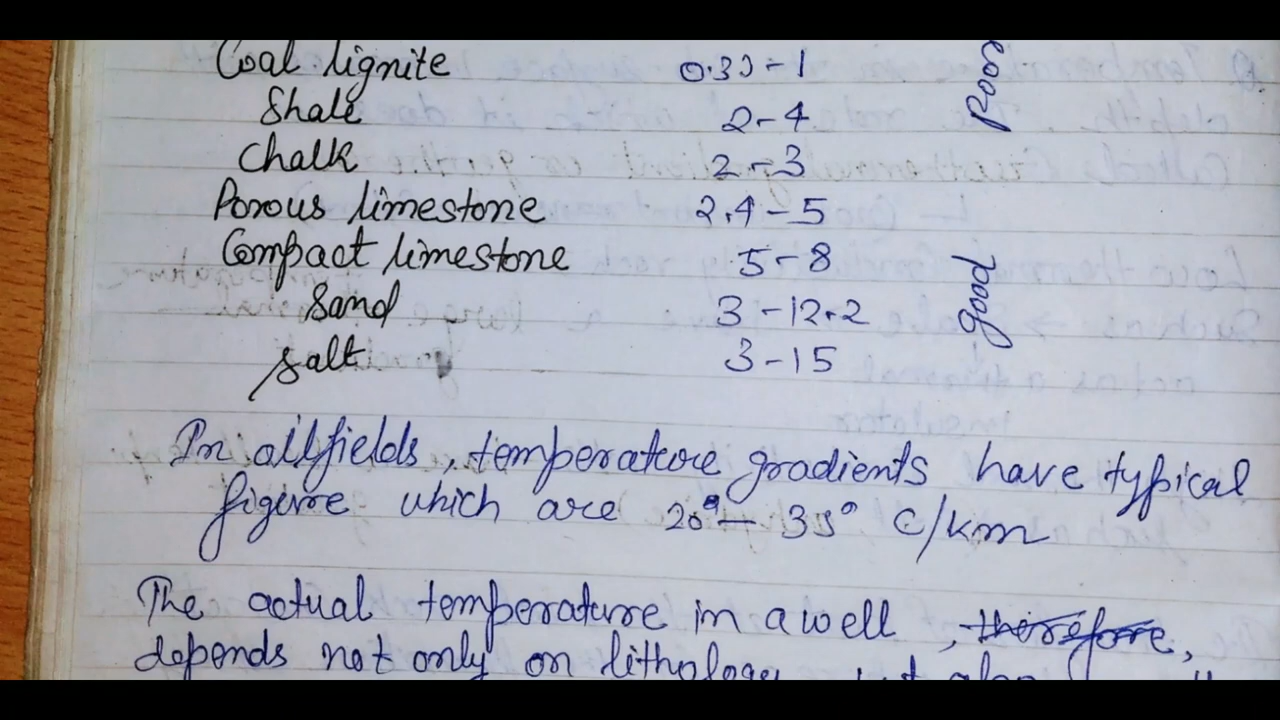 Coal lignite 0.33 - 1 Poor
Shale 2 - 4
Chalk 2 - 3
Porous limestone 2.4 - 5
Compact limestone 5 - 8 good
Sand 3 - 12.2
Salt 3 - 15
In oilfields, temperature gradients have typical
figure which are 20° - 35° C/km
The actual temperature in a well, therefore,
depends not only on lithology also